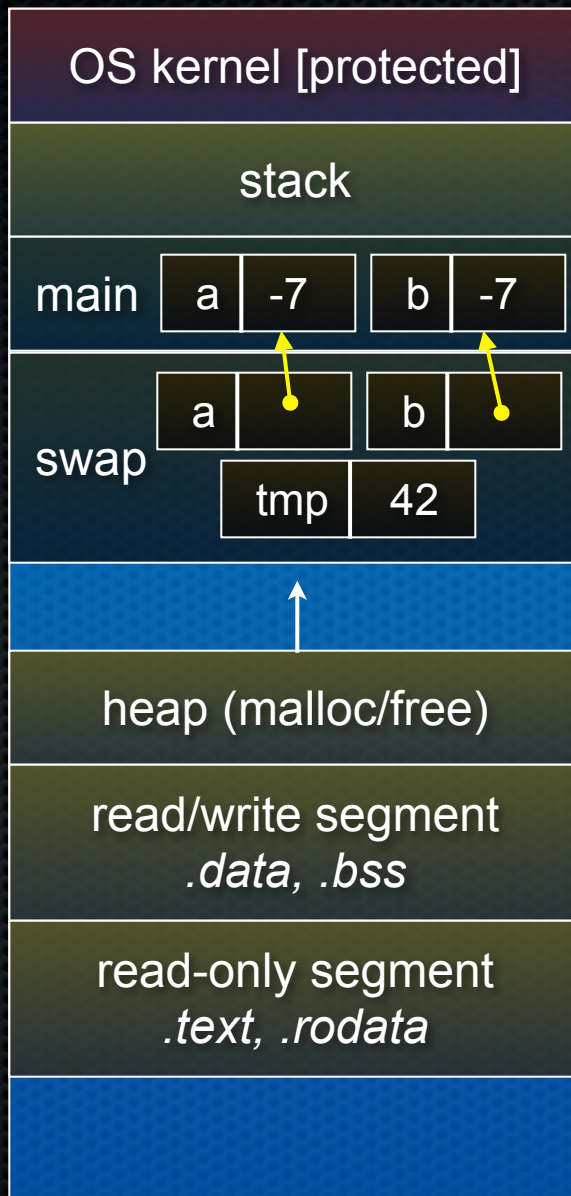 OS kernel [protected]
stack
main a -7 b -7
a b
swap
tmp 42
heap (malloc/free)
read/write segment
.data, .bss
read-only segment
.text, .rodata